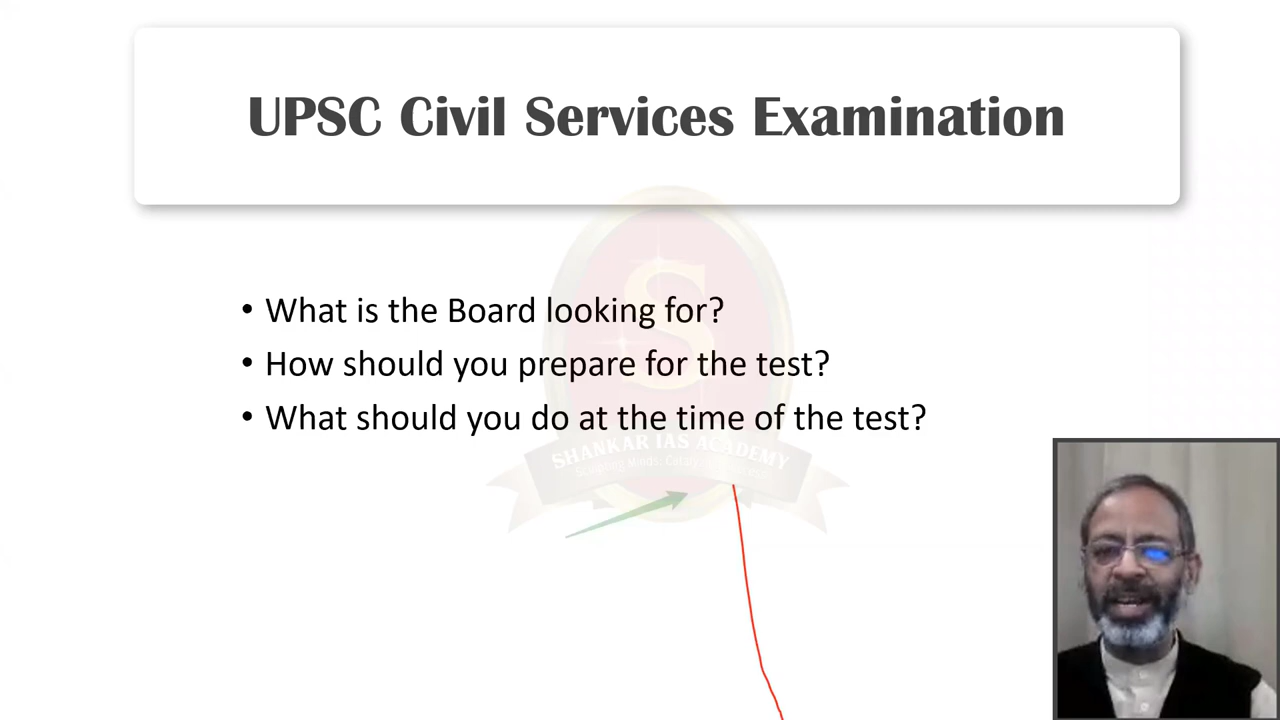 UPSC Civil Services Examination
• What is the Board looking for?
• How should you prepare for the test?
• What should you do at the time of the test?
S
SHANKAR IAS ACADEMY
Minds.